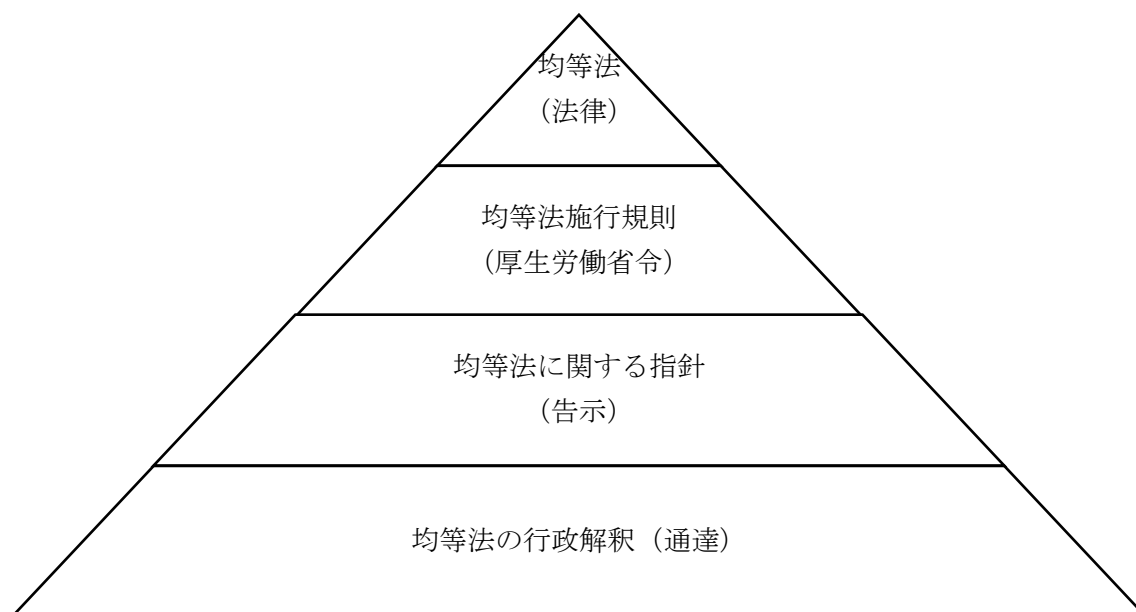 均等法
(法律)
均等法施行規則
(厚生労働省令)
均等法に関する指針
(告示)
均等法の行政解釈（通達）